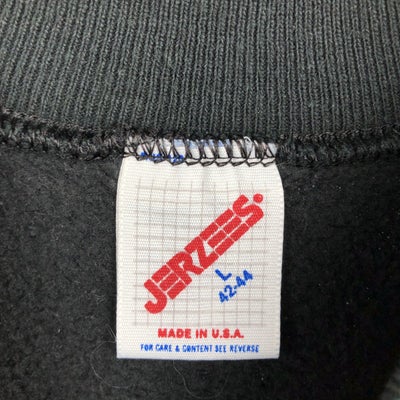 JERZEES
L
42-44
MADE IN U.S.A.
FOR CARE & CONTENT SEE REVERSE